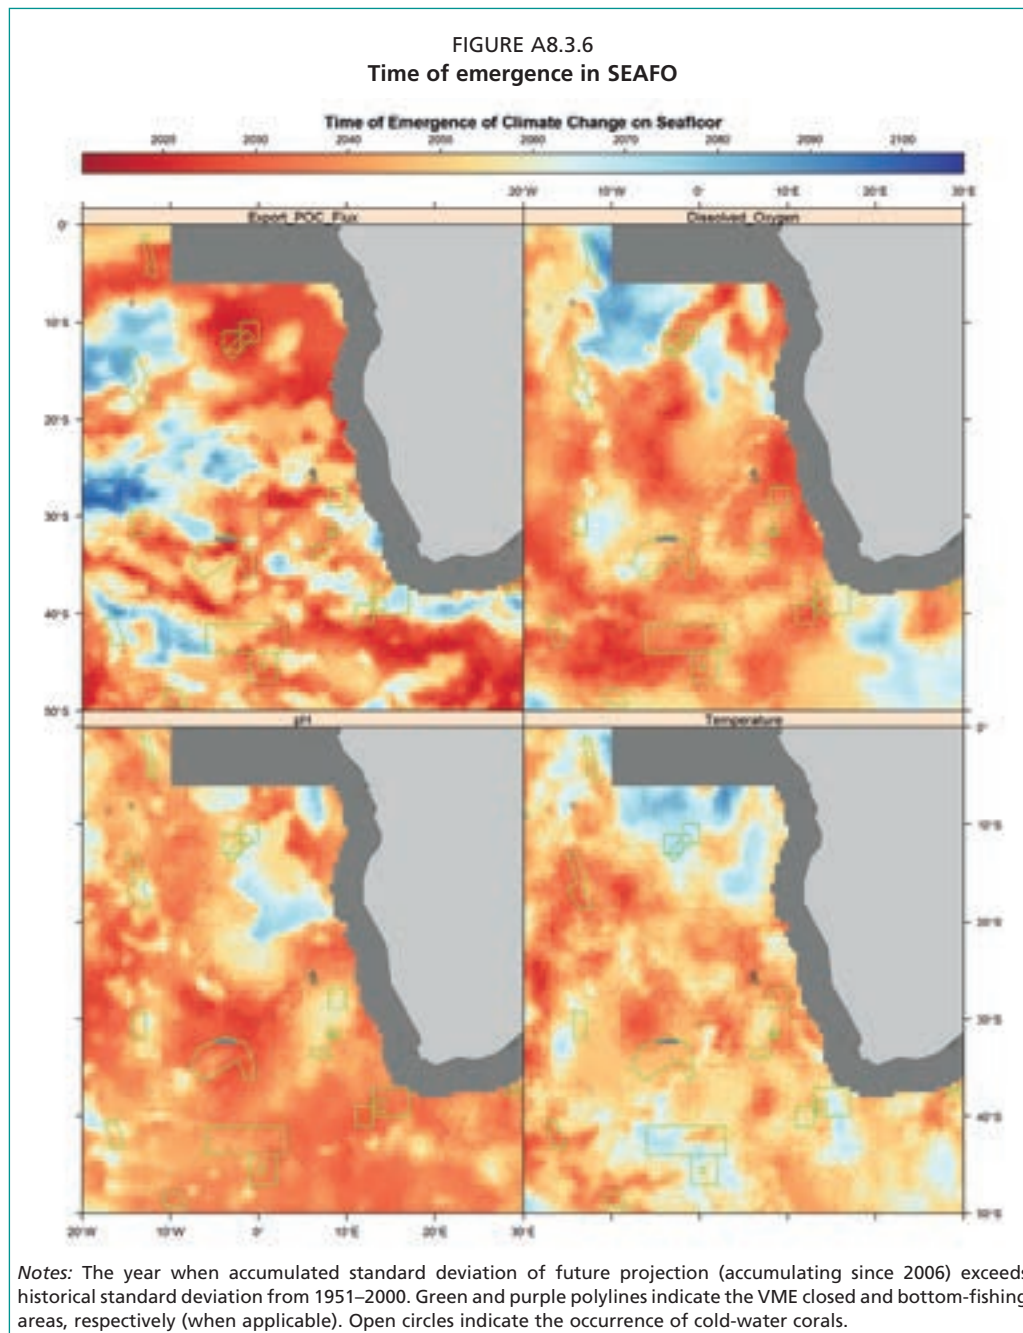 FIGURE A8.3.6
Time of emergence in SEAFO
Time of Emergence of Climate Change on Seafloor
2020 2030 2040 2050 2060 2070 2080 2090 2100
20°W 10°W 0° 10°E 20°E 30°E
Export_POC_Flux Dissolved_Oxygen
0°
10°S
20°S
30°S
40°S
50°S
pH Temperature
0°
10°S
20°S
30°S
40°S
50°S
20°W 10°W 0° 10°E 20°E 30°E
Notes: The year when accumulated standard deviation of future projection (accumulating since 2006) exceeds
historical standard deviation from 1951–2000. Green and purple polylines indicate the VME closed and bottom-fishing
areas, respectively (when applicable). Open circles indicate the occurrence of cold-water corals.